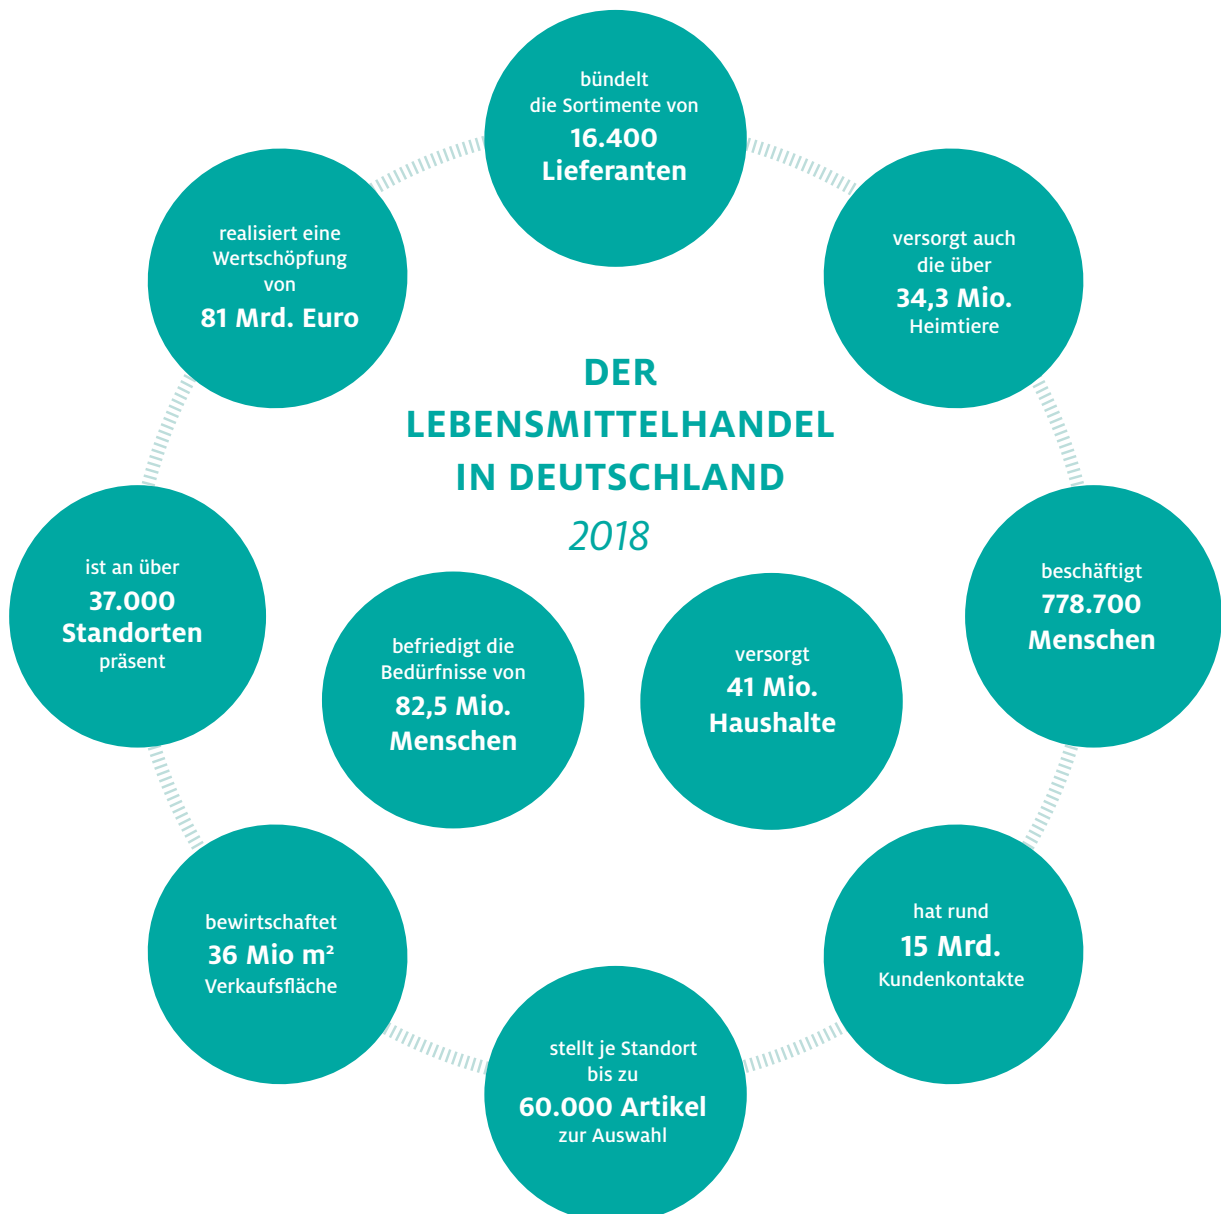 bündelt
die Sortimente von
16.400
Lieferanten
realisiert eine
Wertschöpfung
von
81 Mrd. Euro
versorgt auch
die über
34,3 Mio.
Heimtiere
DER
LEBENSMITTELHANDEL
IN DEUTSCHLAND
2018
ist an über
37.000
Standorten
präsent
befriedigt die
Bedürfnisse von
82,5 Mio.
Menschen
versorgt
41 Mio.
Haushalte
beschäftigt
778.700
Menschen
bewirtschaftet
36 Mio m²
Verkaufsfläche
hat rund
15 Mrd.
Kundenkontakte
stellt je Standort
bis zu
60.000 Artikel
zur Auswahl